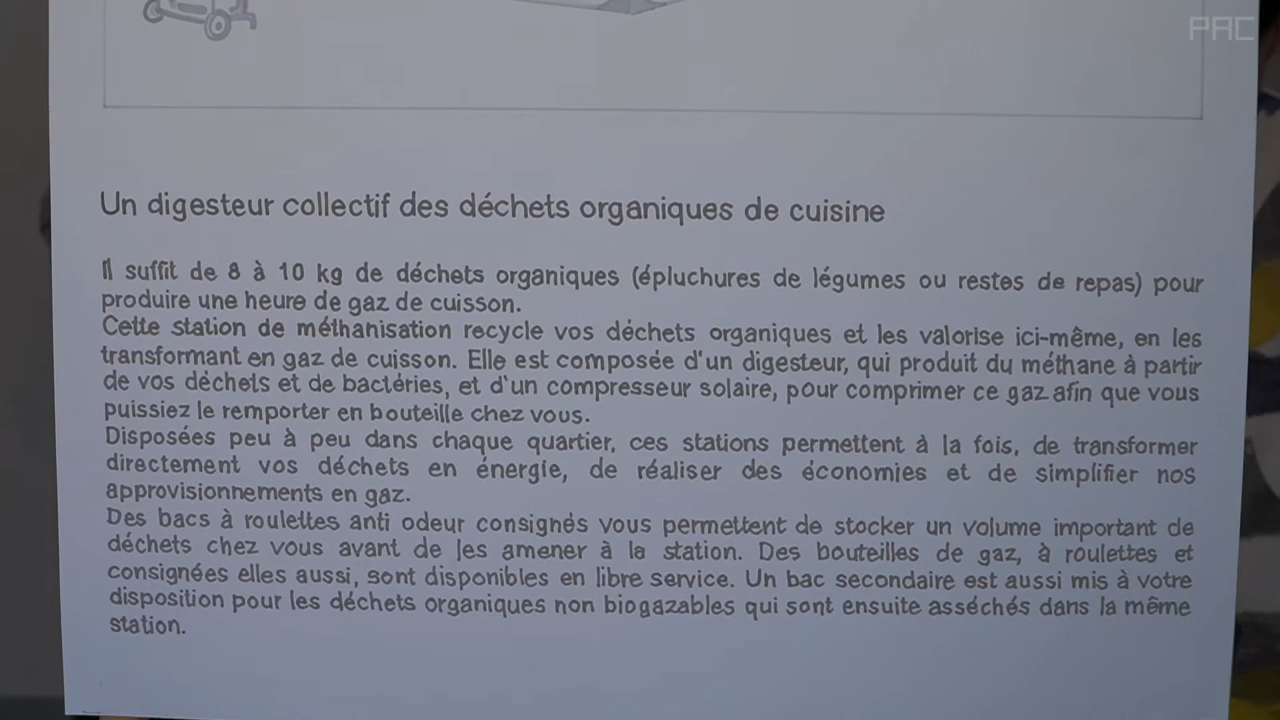 PAC
Un digesteur collectif des déchets organiques de cuisine
Il suffit de 8 à 10 kg de déchets organiques (épluchures de légumes ou restes de repas) pour
produire une heure de gaz de cuisson.
Cette station de méthanisation recycle vos déchets organiques et les valorise ici-même, en les
transformant en gaz de cuisson. Elle est composée d'un digesteur, qui produit du méthane à partir
de vos déchets et de bactéries, et d'un compresseur solaire, pour comprimer ce gaz afin que vous
puissiez le remporter en bouteille chez vous.
Disposées peu à peu dans chaque quartier, ces stations permettent à la fois, de transformer
directement vos déchets en énergie, de réaliser des économies et de simplifier nos
approvisionnements en gaz.
Des bacs à roulettes anti odeur consignés vous permettent de stocker un volume important de
déchets chez vous avant de les amener à la station. Des bouteilles de gaz, à roulettes et
consignées elles aussi, sont disponibles en libre service. Un bac secondaire est aussi mis à votre
disposition pour les déchets organiques non biogazables qui sont ensuite asséchés dans la même
station.